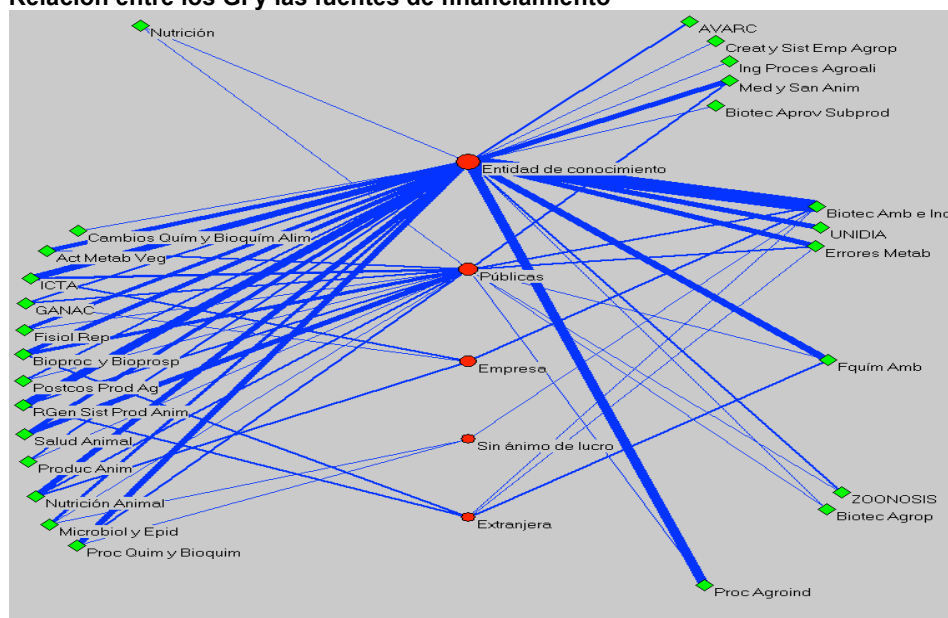 Relación entre los GI y las fuentes de financiamiento
Nutrición
AVARC
Creat y Sist Emp Agrop
Ing Proces Agroali
Med y San Anim
Biotec Aprov Subprod
Entidad de conocimiento
Biotec Amb e Inc
UNIDIA
Errores Metab
Cambios Quím y Bioquím Alim
Act Metab Veg
ICTA
GANAC
Fisiol Rep
Bioproc y Bioprosp
Postcos Prod Ag
RGen Sist Prod Anim
Salud Animal
Produc Anim
Nutrición Animal
Microbiol y Epid
Proc Quim y Bioquim
Públicas
Empresa
Sin ánimo de lucro
Extranjera
Fquím Amb
ZOONOSIS
Biotec Agrop
Proc Agroind